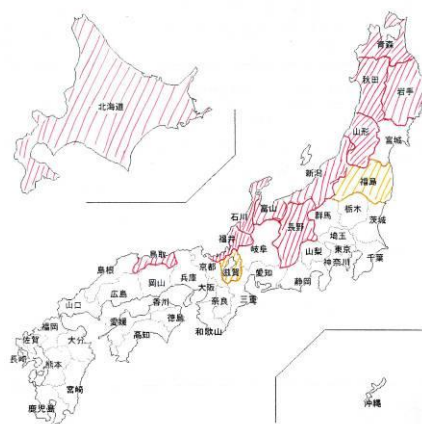 青森
秋田
岩手
北海道
山形
宮城
新潟
福島
石川
富山
群馬
栃木
長野
茨城
福井
埼玉
岐阜
東京
山梨
千葉
神奈川
鳥取
京都
滋賀
島根
兵庫
愛知
静岡
岡山
大阪
広島
奈良
三重
香川
山口
徳島
福岡
愛媛
和歌山
高知
佐賀
大分
長崎
熊本
宮崎
鹿児島
沖縄